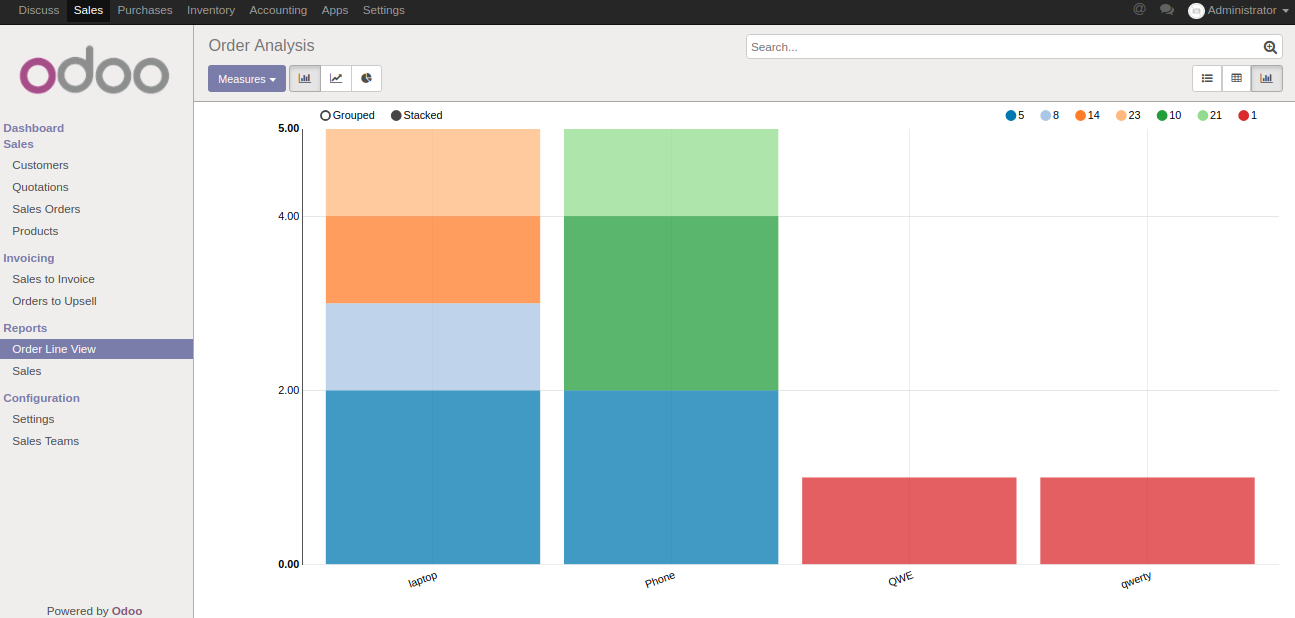 Discuss Sales Purchases Inventory Accounting Apps Settings @ Administrator
odoo
Dashboard
Sales
Customers
Quotations
Sales Orders
Products
Invoicing
Sales to Invoice
Orders to Upsell
Reports
Order Line View
Sales
Configuration
Settings
Sales Teams
Powered by Odoo
Order Analysis
Search...
Measures
Grouped Stacked
5 8 14 23 10 21 1
5.00
4.00
2.00
0.00
laptop Phone QWE qwerty